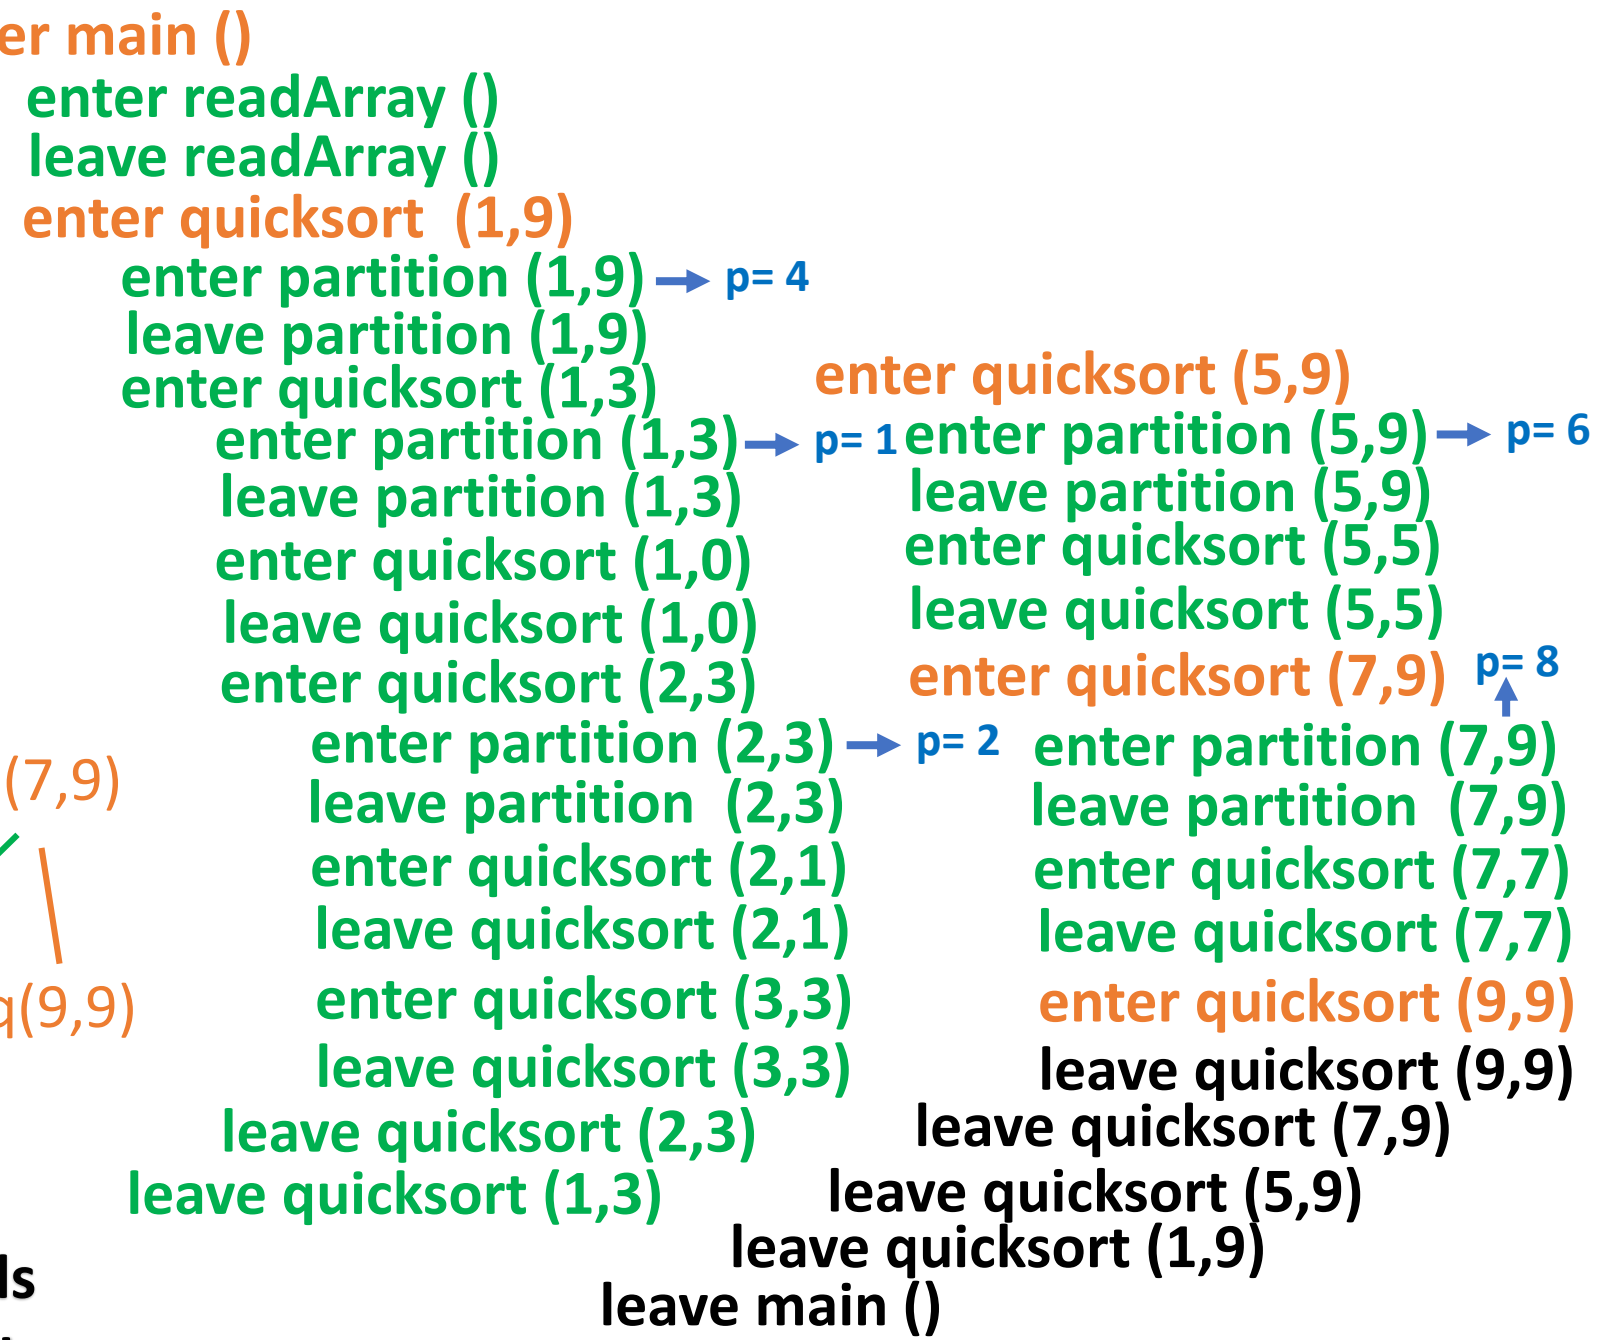 er main ()
enter readArray ()
leave readArray ()
enter quicksort (1,9)
enter partition (1,9) → p= 4
leave partition (1,9)
enter quicksort (1,3)
enter partition (1,3) → p= 1
leave partition (1,3)
enter quicksort (1,0)
leave quicksort (1,0)
enter quicksort (2,3)
enter partition (2,3) → p= 2
leave partition (2,3)
enter quicksort (2,1)
leave quicksort (2,1)
enter quicksort (3,3)
leave quicksort (3,3)
leave quicksort (2,3)
leave quicksort (1,3)
enter quicksort (5,9)
enter partition (5,9) → p= 6
leave partition (5,9)
enter quicksort (5,5)
leave quicksort (5,5)
enter quicksort (7,9)
p= 8
enter partition (7,9)
leave partition (7,9)
enter quicksort (7,7)
leave quicksort (7,7)
enter quicksort (9,9)
leave quicksort (9,9)
leave quicksort (7,9)
leave quicksort (5,9)
leave quicksort (1,9)
leave main ()
(7,9)
q(9,9)
ls